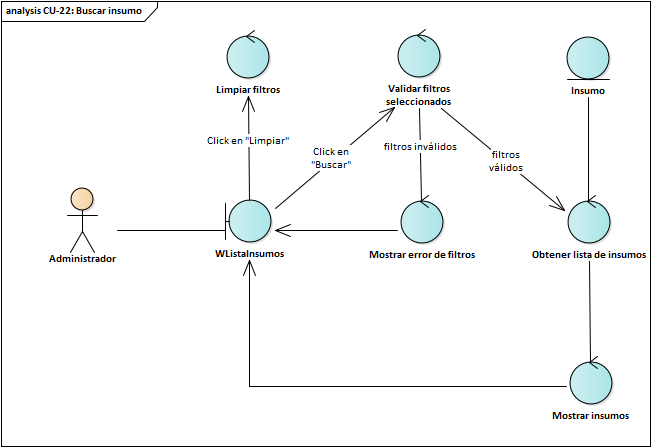 analysis CU-22: Buscar insumo
Limpiar filtros
Validar filtros
seleccionados
Insumo
Click en "Limpiar"
Click en
"Buscar"
filtros inválidos
filtros
válidos
Administrador
WListaInsumos
Mostrar error de filtros
Obtener lista de insumos
Mostrar insumos